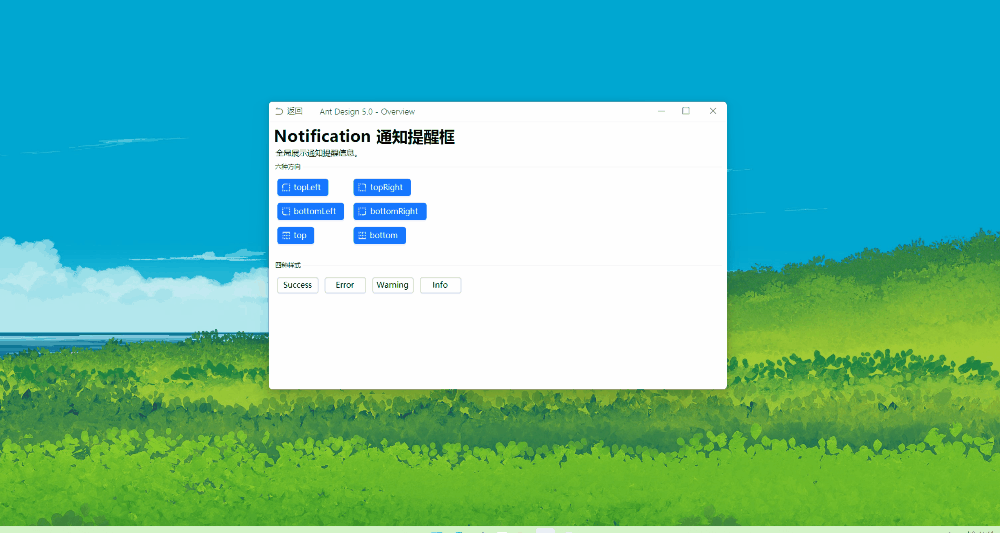 返回 Ant Design 5.0 - Overview
Notification 通知提醒框
全局展示通知提醒信息。
六种方向
topLeft topRight
bottomLeft bottomRight
top bottom
四种样式
Success Error Warning Info